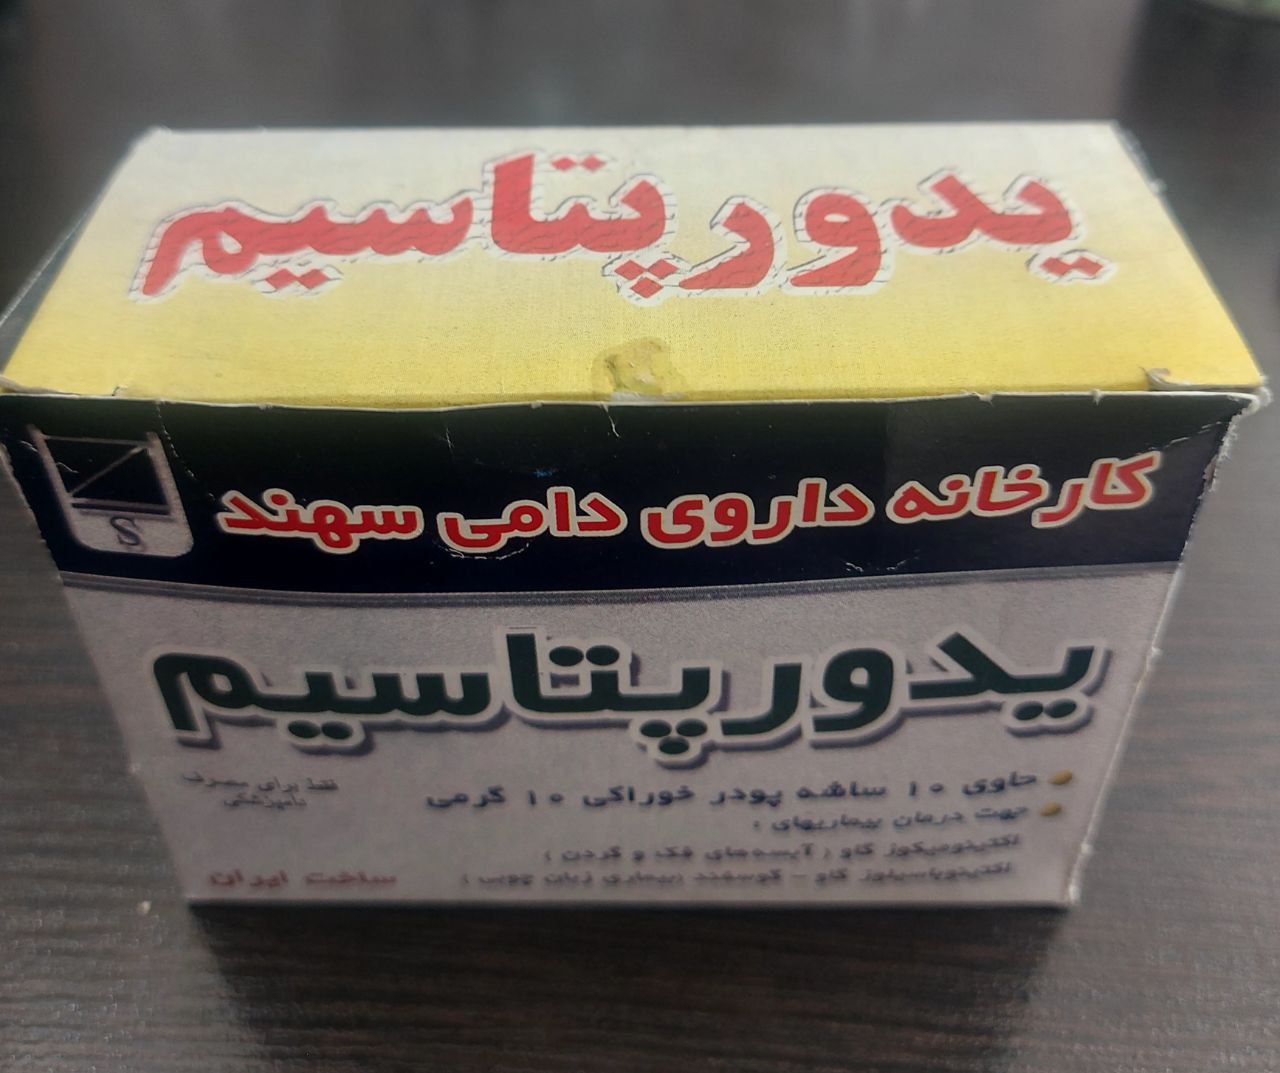 یدورپتاسیم
کارخانه داروی دامی سهند
S
یدورپتاسیم
حاوی ۱۰ ساشه پودر خوراکی ۱۰ گرمی
جهت درمان بیماریهای :
اکتینومیکوز گاو ( آبسه‌های فک و گردن )
اکتینوباسیلوز گاو - گوسفند (بیماری زبان چوبی )
فقط برای مصرف
دامپزشکی
ساخت ایران